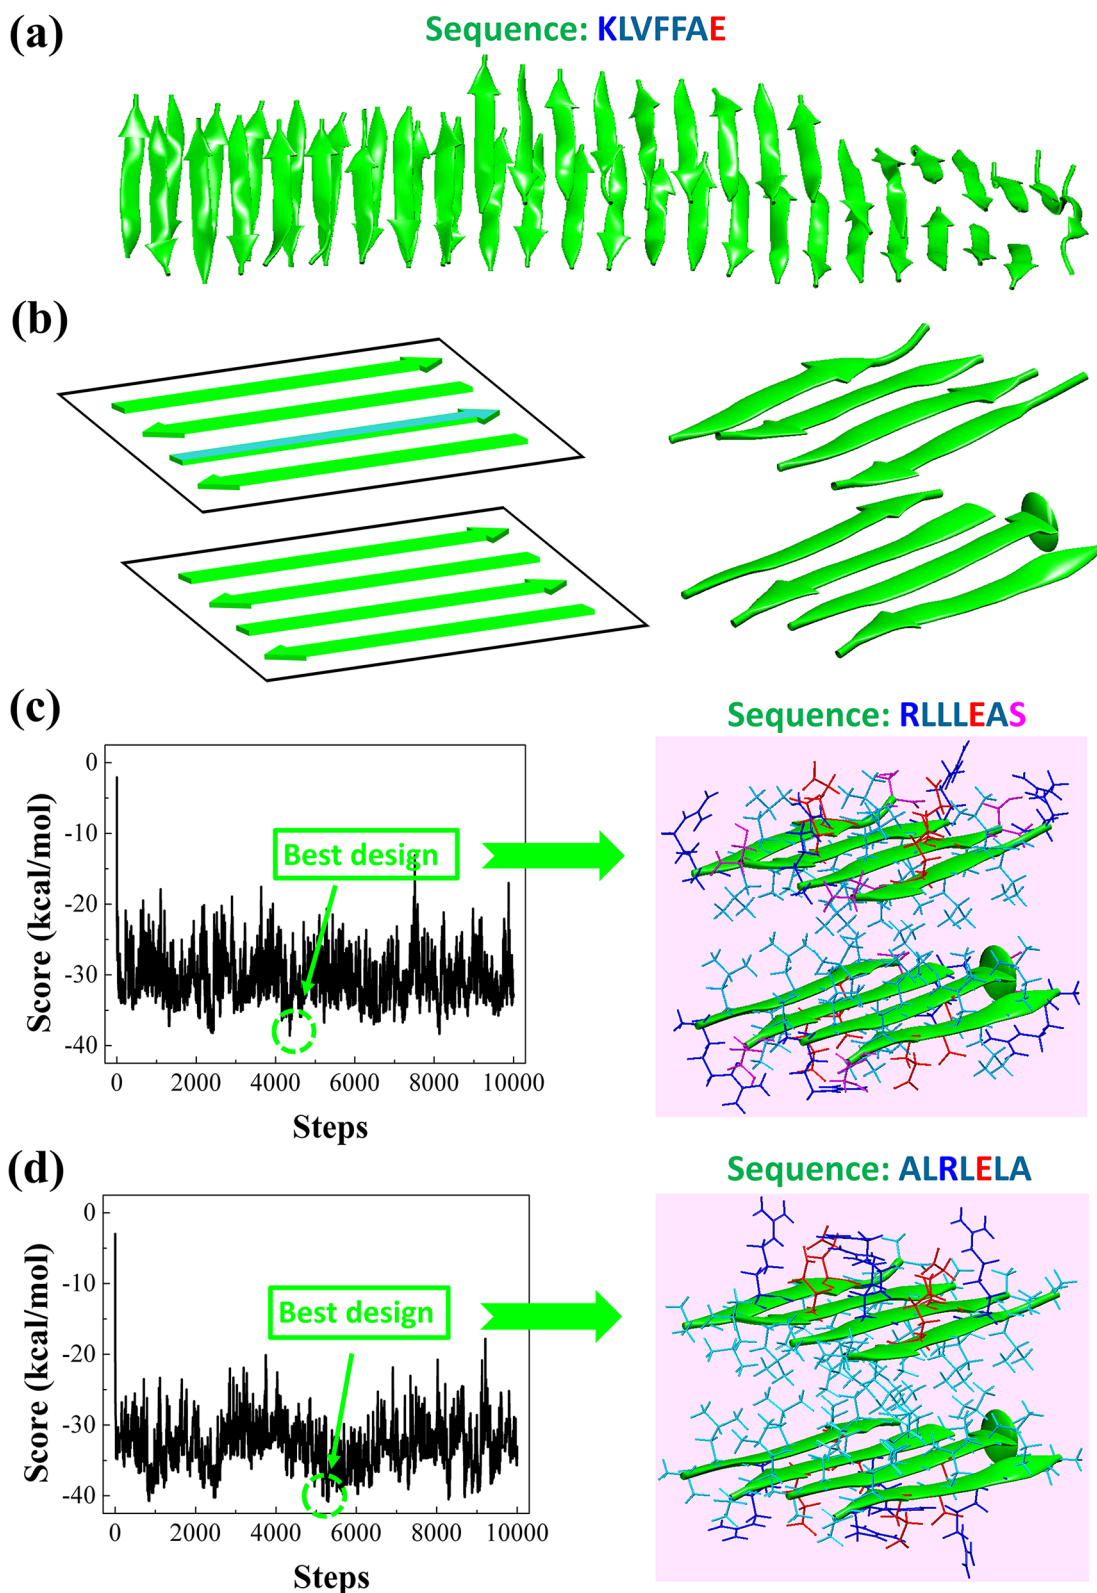 (a)
Sequence: KLVFFAE
(b)
(c)
Sequence: RLLLEAS
0
-10
-20
-30
-40
Score (kcal/mol)
Best design
0 2000 4000 6000 8000 10000
Steps
(d)
Sequence: ALRLELA
0
-10
-20
-30
-40
Score (kcal/mol)
Best design
0 2000 4000 6000 8000 10000
Steps